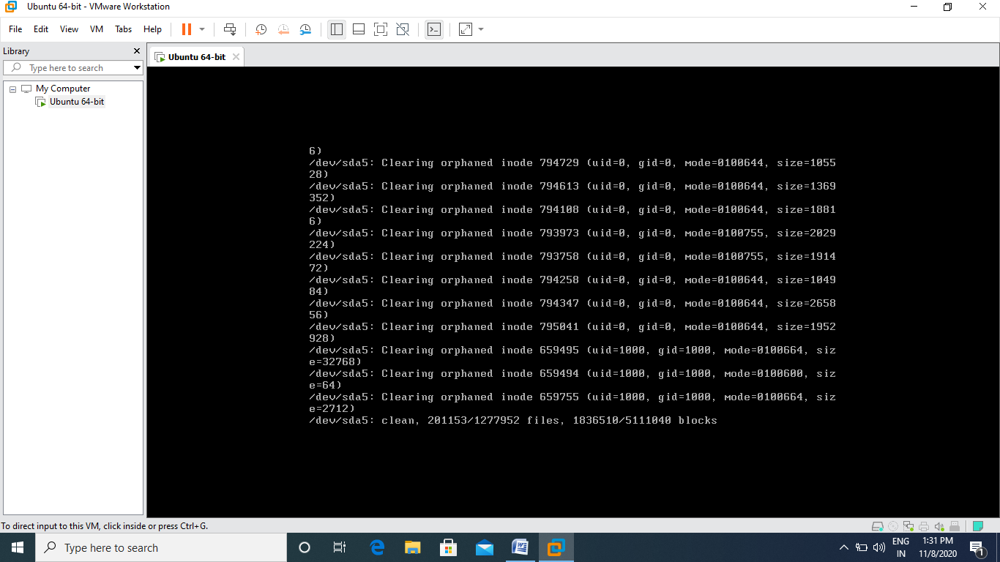 Ubuntu 64-bit - VMware Workstation
File Edit View VM Tabs Help
Library
Type here to search
My Computer
Ubuntu 64-bit
Ubuntu 64-bit
6)
/dev/sda5: Clearing orphaned inode 794729 (uid=0, gid=0, mode=0100644, size=1055
28)
/dev/sda5: Clearing orphaned inode 794613 (uid=0, gid=0, mode=0100644, size=1369
352)
/dev/sda5: Clearing orphaned inode 794108 (uid=0, gid=0, mode=0100644, size=1881
6)
/dev/sda5: Clearing orphaned inode 793973 (uid=0, gid=0, mode=0100755, size=2029
224)
/dev/sda5: Clearing orphaned inode 793758 (uid=0, gid=0, mode=0100755, size=1914
72)
/dev/sda5: Clearing orphaned inode 794258 (uid=0, gid=0, mode=0100644, size=1049
84)
/dev/sda5: Clearing orphaned inode 794347 (uid=0, gid=0, mode=0100644, size=2658
56)
/dev/sda5: Clearing orphaned inode 795041 (uid=0, gid=0, mode=0100644, size=1952
928)
/dev/sda5: Clearing orphaned inode 659495 (uid=1000, gid=1000, mode=0100664, siz
e=32768)
/dev/sda5: Clearing orphaned inode 659494 (uid=1000, gid=1000, mode=0100600, siz
e=64)
/dev/sda5: Clearing orphaned inode 659755 (uid=1000, gid=1000, mode=0100664, siz
e=2712)
/dev/sda5: clean, 201153/1277952 files, 1836510/5111040 blocks
To direct input to this VM, click inside or press Ctrl+G.
Type here to search
ENG
IN
1:31 PM
11/8/2020
1